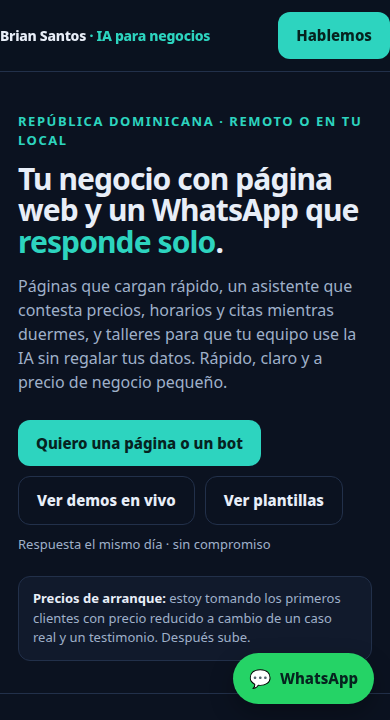 Brian Santos · IA para negocios
Hablemos
REPÚBLICA DOMINICANA · REMOTO O EN TU
LOCAL
Tu negocio con página
web y un WhatsApp que
responde solo.
Páginas que cargan rápido, un asistente que
contesta precios, horarios y citas mientras
duermes, y talleres para que tu equipo use la
IA sin regalar tus datos. Rápido, claro y a
precio de negocio pequeño.
Quiero una página o un bot
Ver demos en vivo
Ver plantillas
Respuesta el mismo día · sin compromiso
Precios de arranque: estoy tomando los primeros
clientes con precio reducido a cambio de un caso
real y un testimonio. Después sube.
💬 WhatsApp